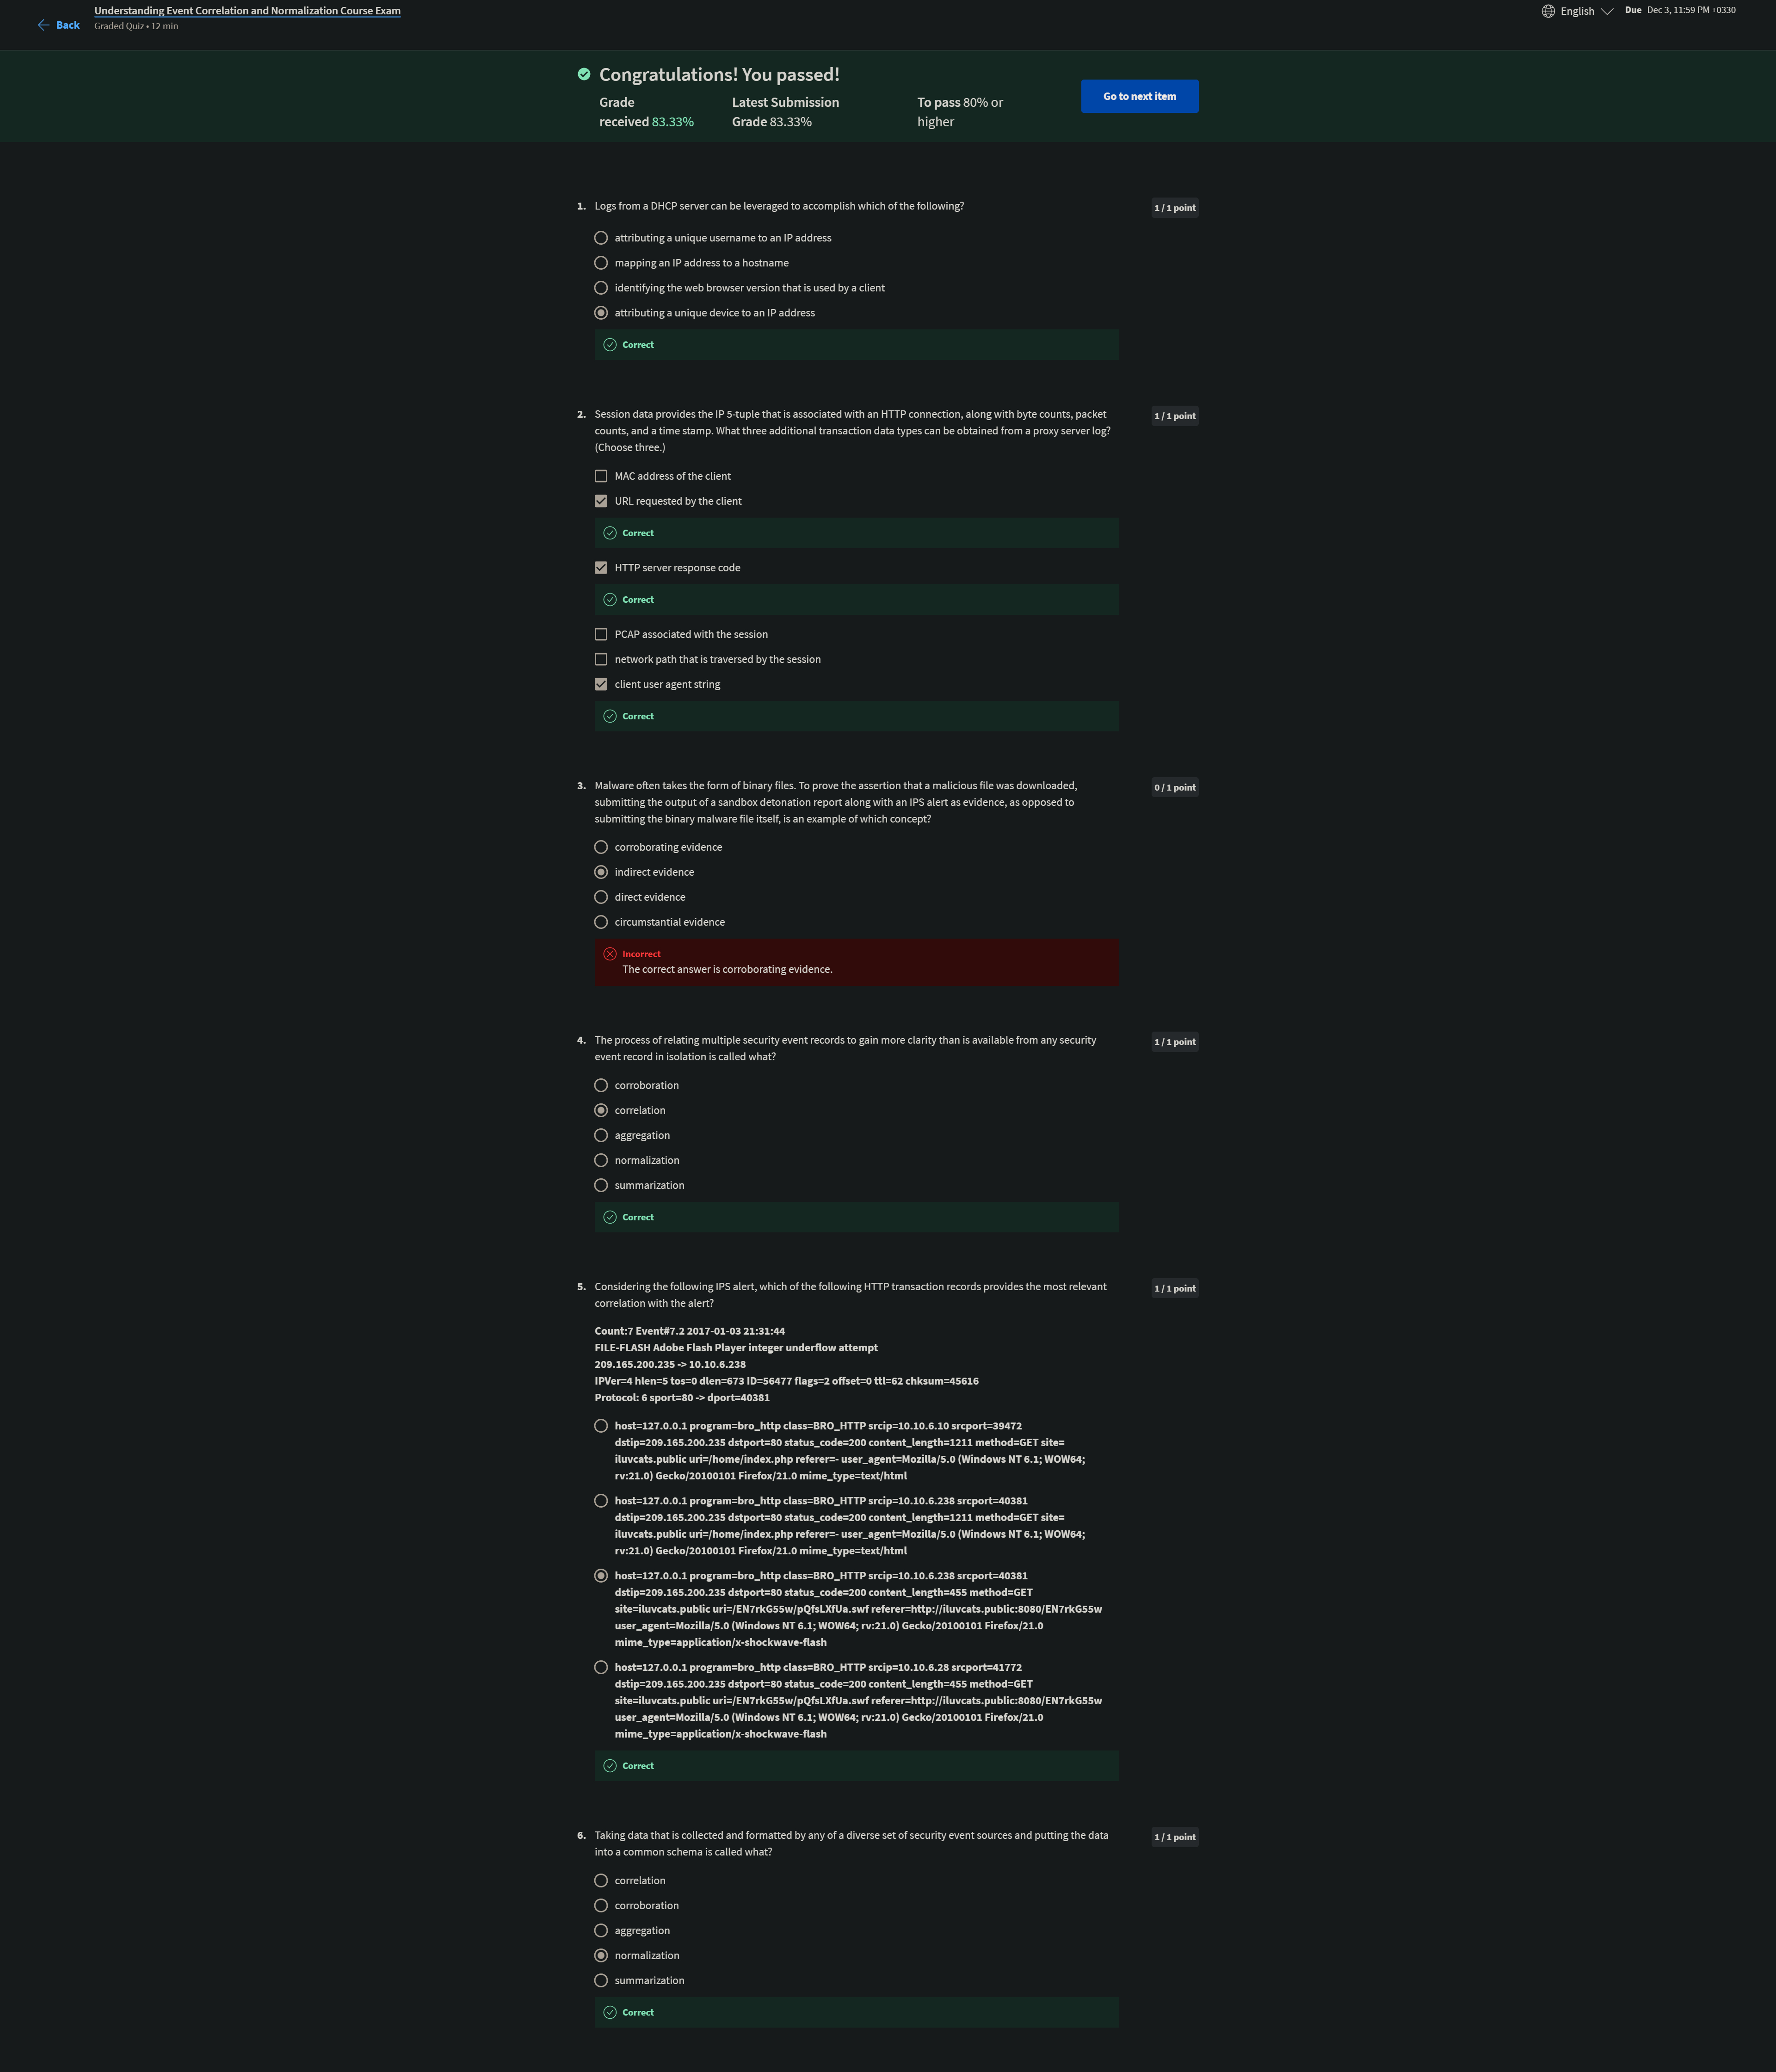 Understanding Event Correlation and Normalization Course Exam
Back
Graded Quiz • 12 min
English
Due Dec 3, 11:59 PM +0330
Congratulations! You passed!
Grade received 83.33%
Latest Submission Grade 83.33%
To pass 80% or higher
Go to next item
1. Logs from a DHCP server can be leveraged to accomplish which of the following?
1 / 1 point
attributing a unique username to an IP address
mapping an IP address to a hostname
identifying the web browser version that is used by a client
attributing a unique device to an IP address
Correct
2. Session data provides the IP 5-tuple that is associated with an HTTP connection, along with byte counts, packet
counts, and a time stamp. What three additional transaction data types can be obtained from a proxy server log?
(Choose three.)
1 / 1 point
MAC address of the client
URL requested by the client
Correct
HTTP server response code
Correct
PCAP associated with the session
network path that is traversed by the session
client user agent string
Correct
3. Malware often takes the form of binary files. To prove the assertion that a malicious file was downloaded,
submitting the output of a sandbox detonation report along with an IPS alert as evidence, as opposed to
submitting the binary malware file itself, is an example of which concept?
0 / 1 point
corroborating evidence
indirect evidence
direct evidence
circumstantial evidence
Incorrect
The correct answer is corroborating evidence.
4. The process of relating multiple security event records to gain more clarity than is available from any security
event record in isolation is called what?
1 / 1 point
corroboration
correlation
aggregation
normalization
summarization
Correct
5. Considering the following IPS alert, which of the following HTTP transaction records provides the most relevant
correlation with the alert?
1 / 1 point
Count:7 Event#7.2 2017-01-03 21:31:44
FILE-FLASH Adobe Flash Player integer underflow attempt
209.165.200.235 -> 10.10.6.238
IPVer=4 hlen=5 tos=0 dlen=673 ID=56477 flags=2 offset=0 ttl=62 chksum=45616
Protocol: 6 sport=80 -> dport=40381
host=127.0.0.1 program=bro_http class=BRO_HTTP srcip=10.10.6.10 srcport=39472
dstip=209.165.200.235 dstport=80 status_code=200 content_length=1211 method=GET site=
iluvcats.public uri=/home/index.php referer=- user_agent=Mozilla/5.0 (Windows NT 6.1; WOW64;
rv:21.0) Gecko/20100101 Firefox/21.0 mime_type=text/html
host=127.0.0.1 program=bro_http class=BRO_HTTP srcip=10.10.6.238 srcport=40381
dstip=209.165.200.235 dstport=80 status_code=200 content_length=1211 method=GET site=
iluvcats.public uri=/home/index.php referer=- user_agent=Mozilla/5.0 (Windows NT 6.1; WOW64;
rv:21.0) Gecko/20100101 Firefox/21.0 mime_type=text/html
host=127.0.0.1 program=bro_http class=BRO_HTTP srcip=10.10.6.238 srcport=40381
dstip=209.165.200.235 dstport=80 status_code=200 content_length=455 method=GET
site=iluvcats.public uri=/EN7rkG55w/pQfsLXfUa.swf referer=http://iluvcats.public:8080/EN7rkG55w
user_agent=Mozilla/5.0 (Windows NT 6.1; WOW64; rv:21.0) Gecko/20100101 Firefox/21.0
mime_type=application/x-shockwave-flash
host=127.0.0.1 program=bro_http class=BRO_HTTP srcip=10.10.6.28 srcport=41772
dstip=209.165.200.235 dstport=80 status_code=200 content_length=455 method=GET
site=iluvcats.public uri=/EN7rkG55w/pQfsLXfUa.swf referer=http://iluvcats.public:8080/EN7rkG55w
user_agent=Mozilla/5.0 (Windows NT 6.1; WOW64; rv:21.0) Gecko/20100101 Firefox/21.0
mime_type=application/x-shockwave-flash
Correct
6. Taking data that is collected and formatted by any of a diverse set of security event sources and putting the data
into a common schema is called what?
1 / 1 point
correlation
corroboration
aggregation
normalization
summarization
Correct